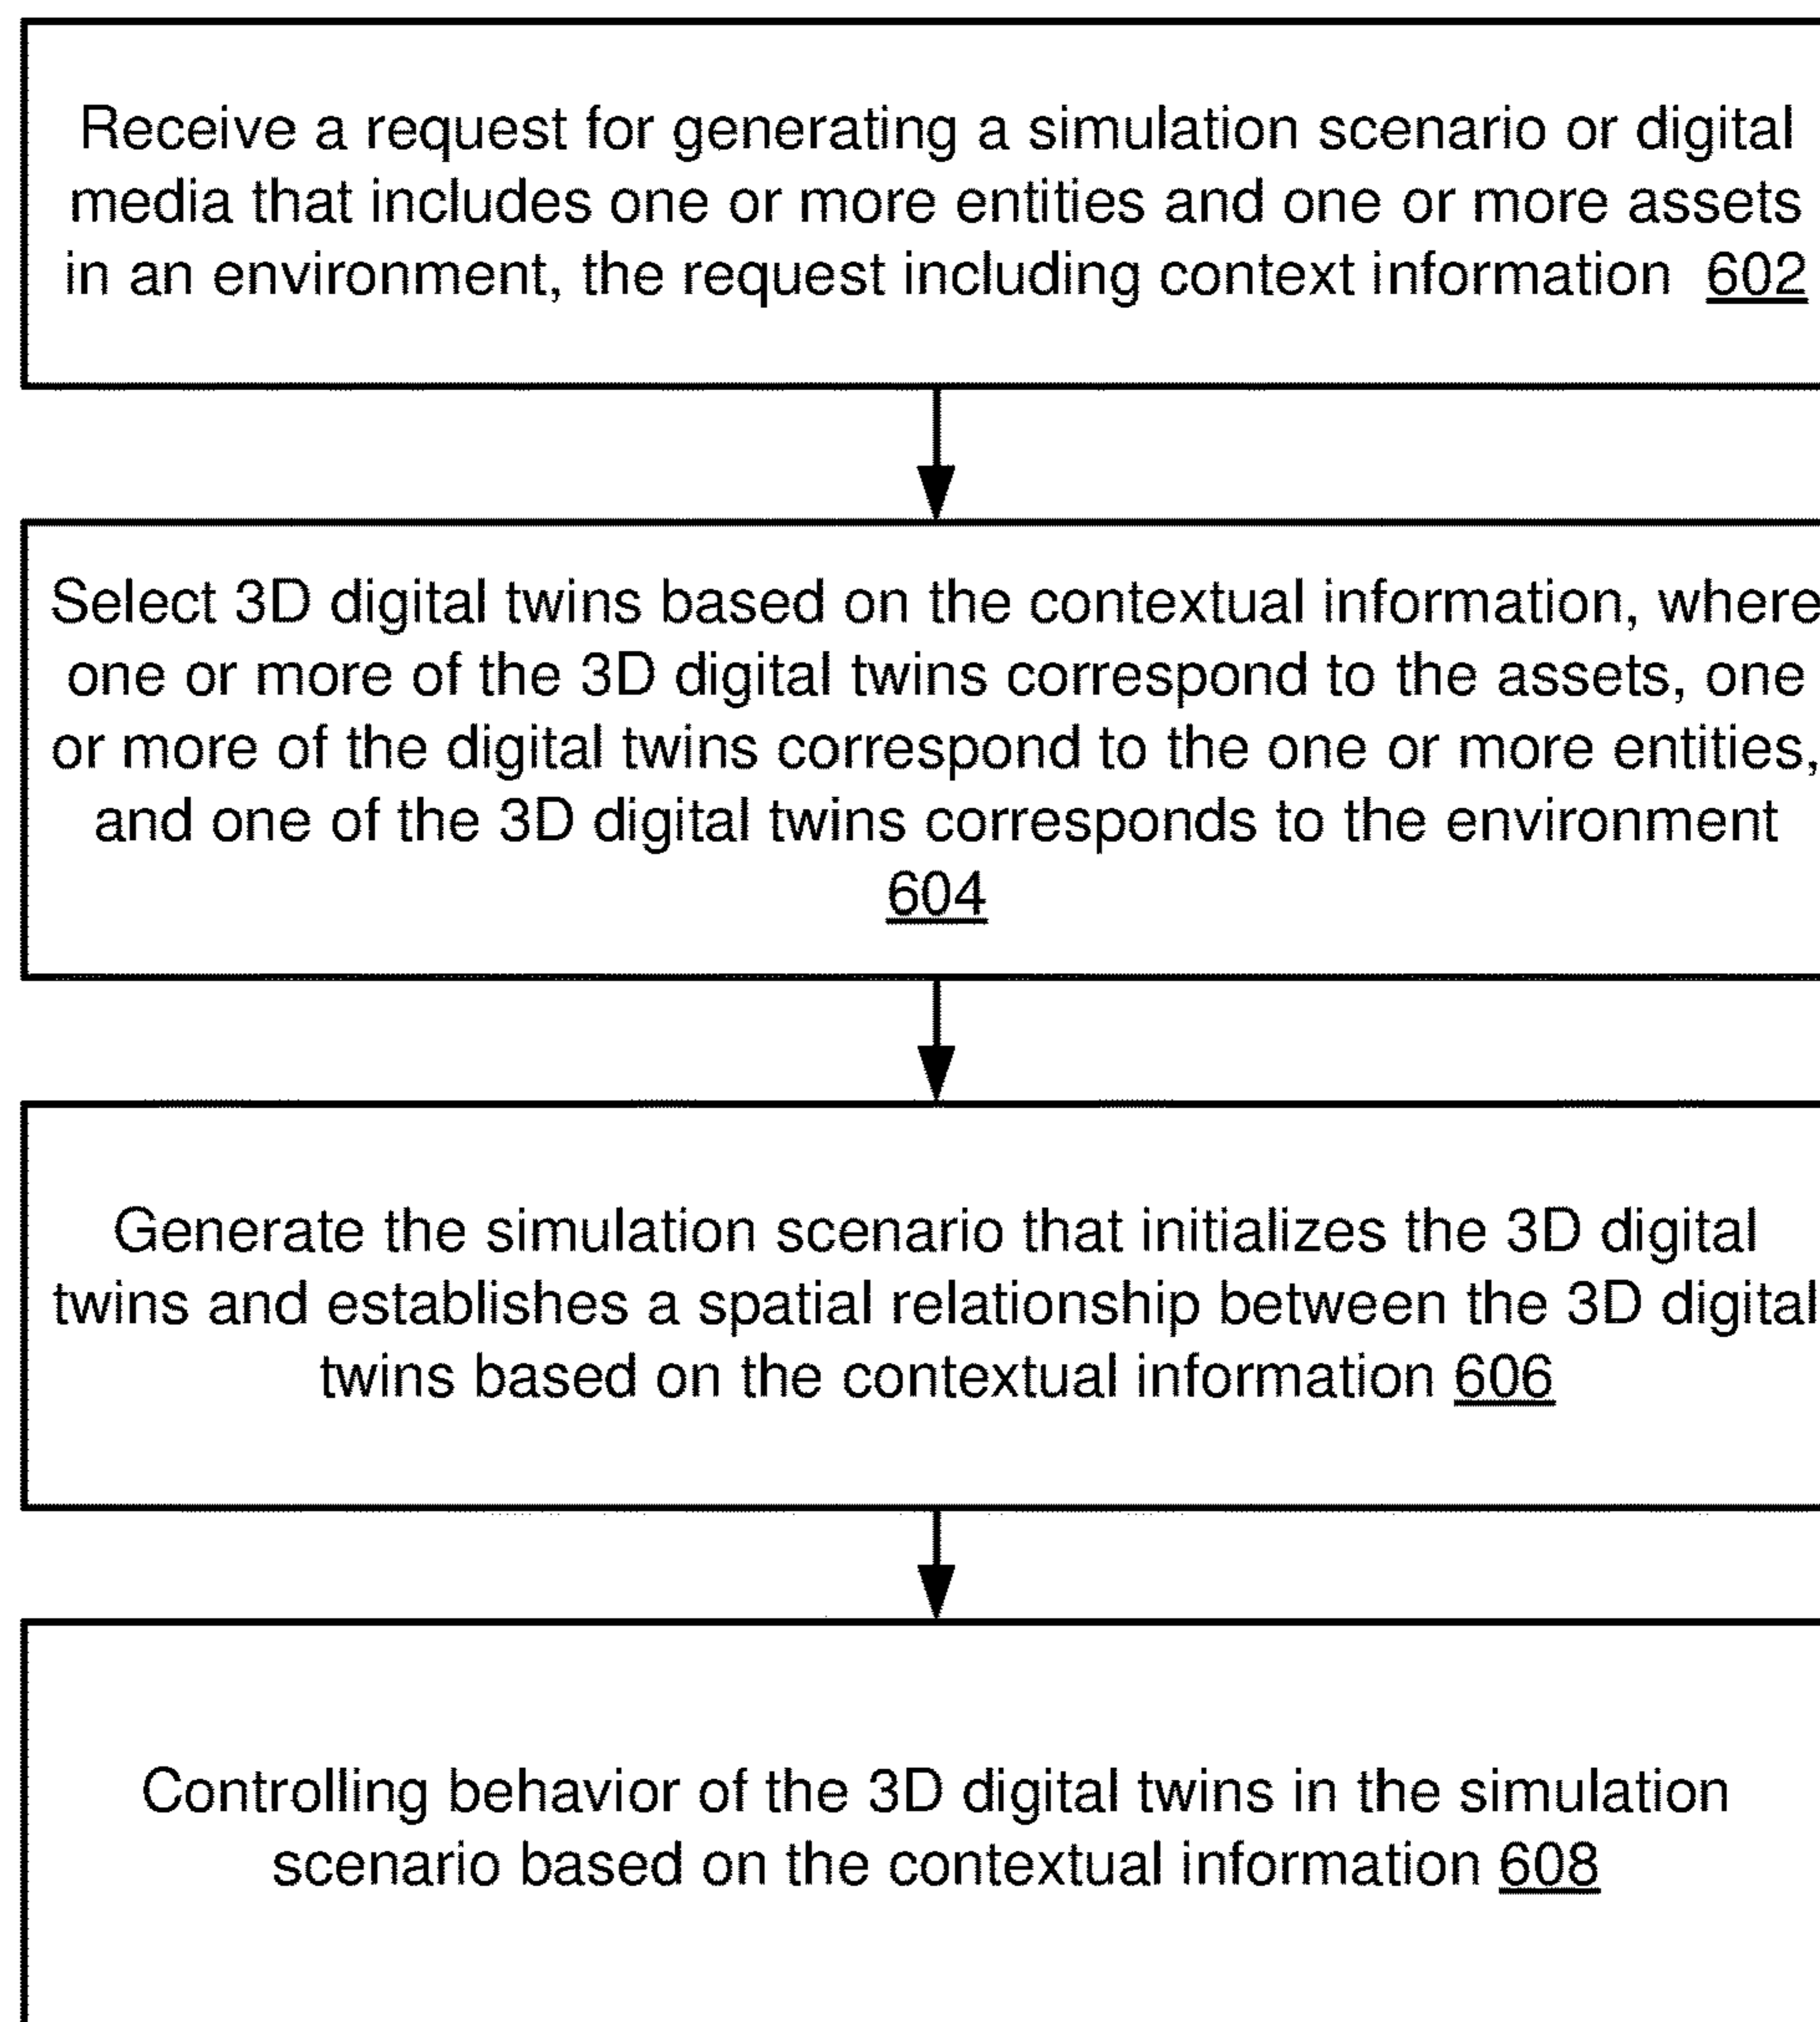 Receive a request for generating a simulation scenario or digital
media that includes one or more entities and one or more assets
in an environment, the request including context information 602
Select 3D digital twins based on the contextual information, where
one or more of the 3D digital twins correspond to the assets, one
or more of the digital twins correspond to the one or more entities,
and one of the 3D digital twins corresponds to the environment
604
Generate the simulation scenario that initializes the 3D digital
twins and establishes a spatial relationship between the 3D digital
twins based on the contextual information 606
Controlling behavior of the 3D digital twins in the simulation
scenario based on the contextual information 608